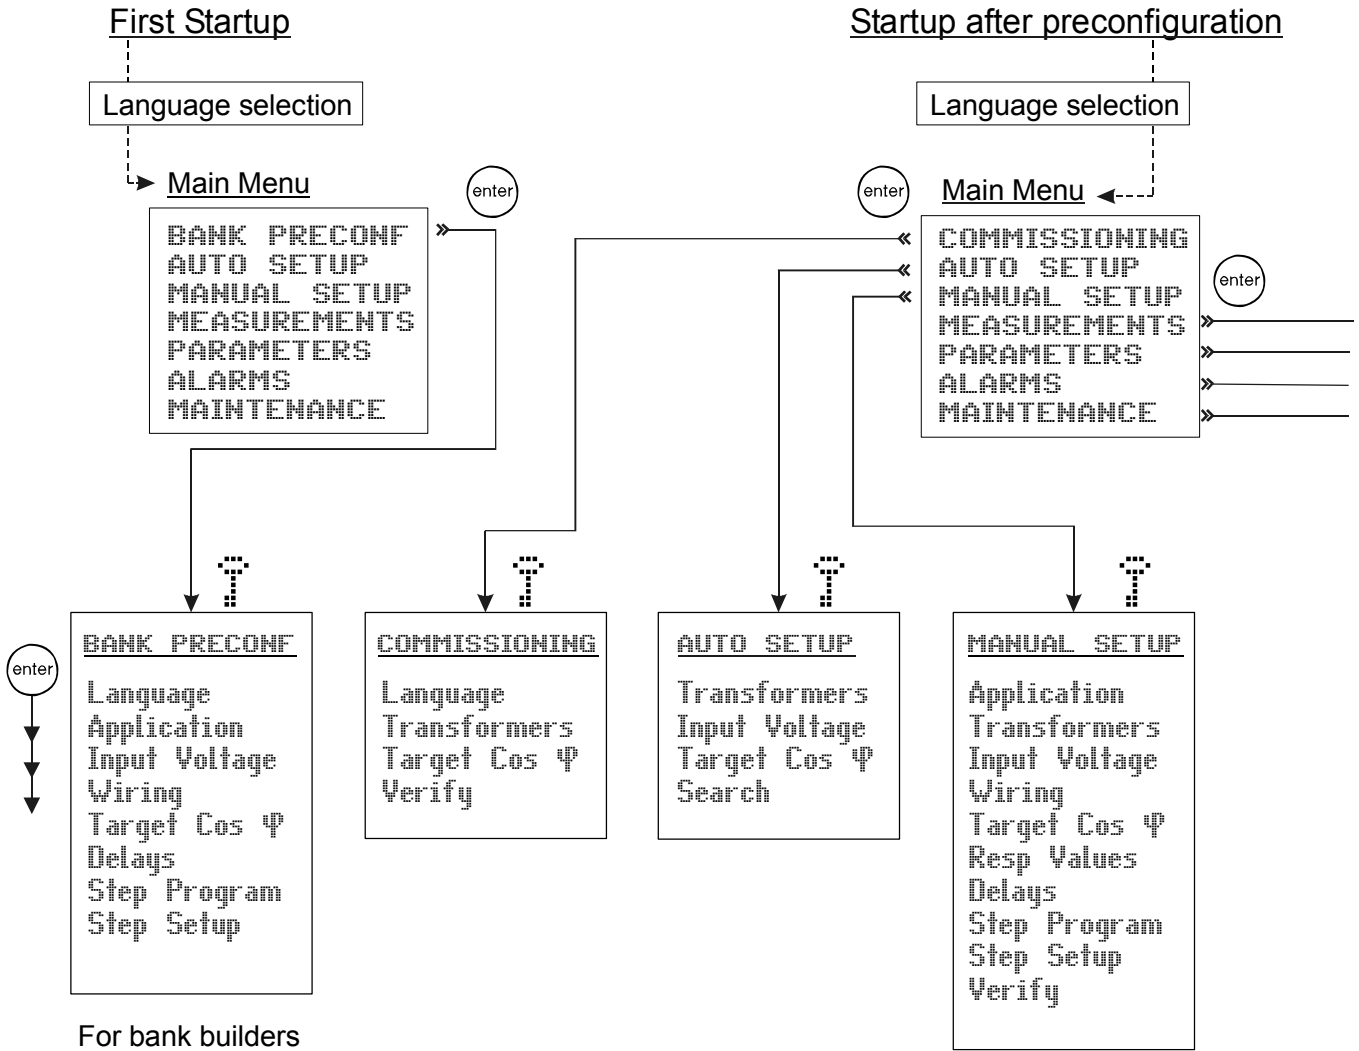 First Startup
Language selection
Main Menu
enter
BANK PRECONF
AUTO SETUP
MANUAL SETUP
MEASUREMENTS
PARAMETERS
ALARMS
MAINTENANCE
Startup after preconfiguration
Language selection
enter
Main Menu
COMMISSIONING
AUTO SETUP
MANUAL SETUP
MEASUREMENTS
PARAMETERS
ALARMS
MAINTENANCE
enter
enter
BANK PRECONF
Language
Application
Input Voltage
Wiring
Target Cos φ
Delays
Step Program
Step Setup
For bank builders
COMMISSIONING
Language
Transformers
Target Cos φ
Verify
AUTO SETUP
Transformers
Input Voltage
Target Cos φ
Search
MANUAL SETUP
Application
Transformers
Input Voltage
Wiring
Target Cos φ
Resp Values
Delays
Step Program
Step Setup
Verify